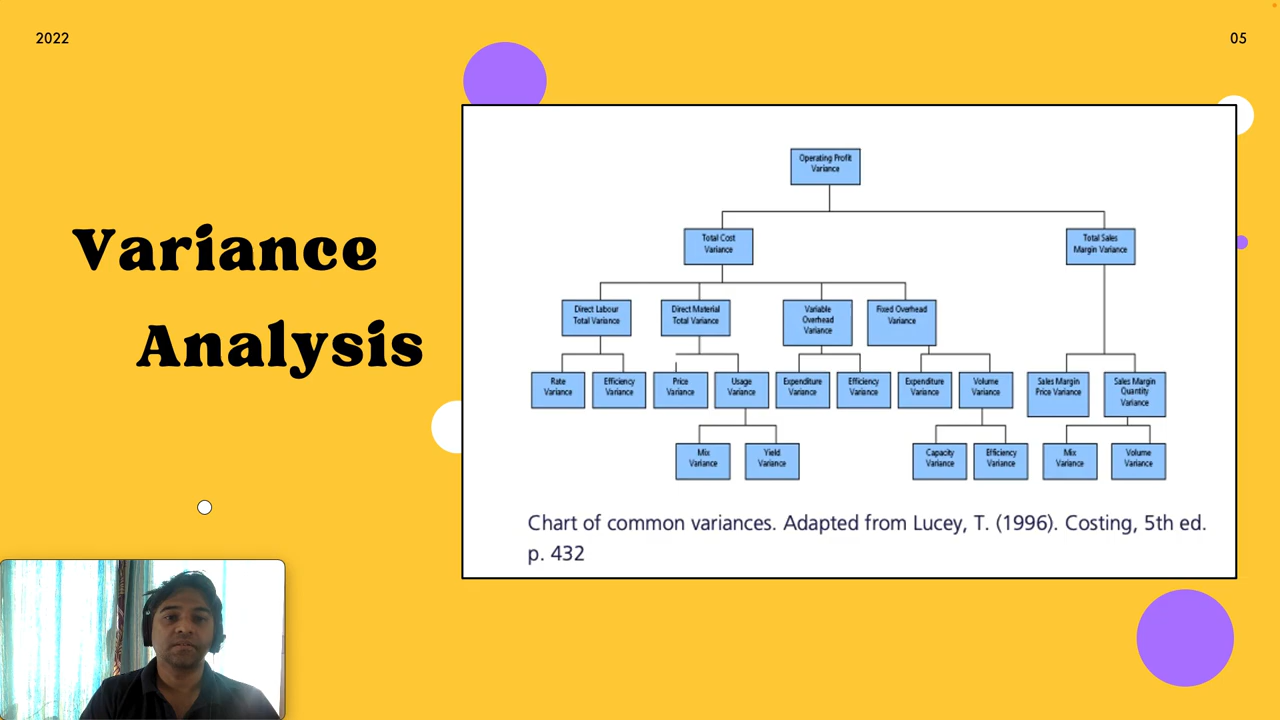 2022
05
Variance
Analysis
Operating Profit
Variance
Total Cost
Variance
Total Sales
Margin Variance
Direct Labour
Total Variance
Direct Material
Total Variance
Variable
Overhead
Variance
Fixed Overhead
Variance
Rate
Variance
Efficiency
Variance
Price
Variance
Usage
Variance
Expenditure
Variance
Efficiency
Variance
Expenditure
Variance
Volume
Variance
Sales Margin
Price Variance
Sales Margin
Quantity
Variance
Mix
Variance
Yield
Variance
Capacity
Variance
Efficiency
Variance
Mix
Variance
Volume
Variance
Chart of common variances. Adapted from Lucey, T. (1996). Costing, 5th ed.
p. 432